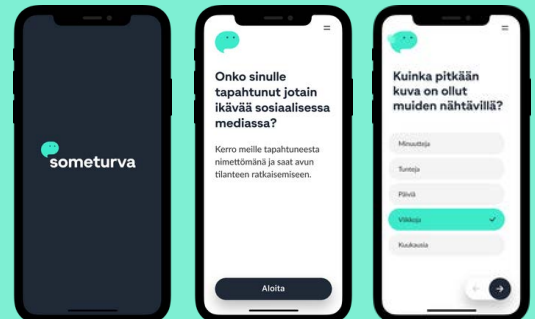 someturva
Onko sinulle
tapahtunut jotain
ikävää sosiaalisessa
mediassa?
Kerro meille tapahtuneesta
nimettömänä ja saat avun
tilanteen ratkaisemiseen.
Aloita
Kuinka pitkään
kuva on ollut
muiden nähtävillä?
Minuutteja
Tunteja
Päiviä
Viikkoja
Kuukausia